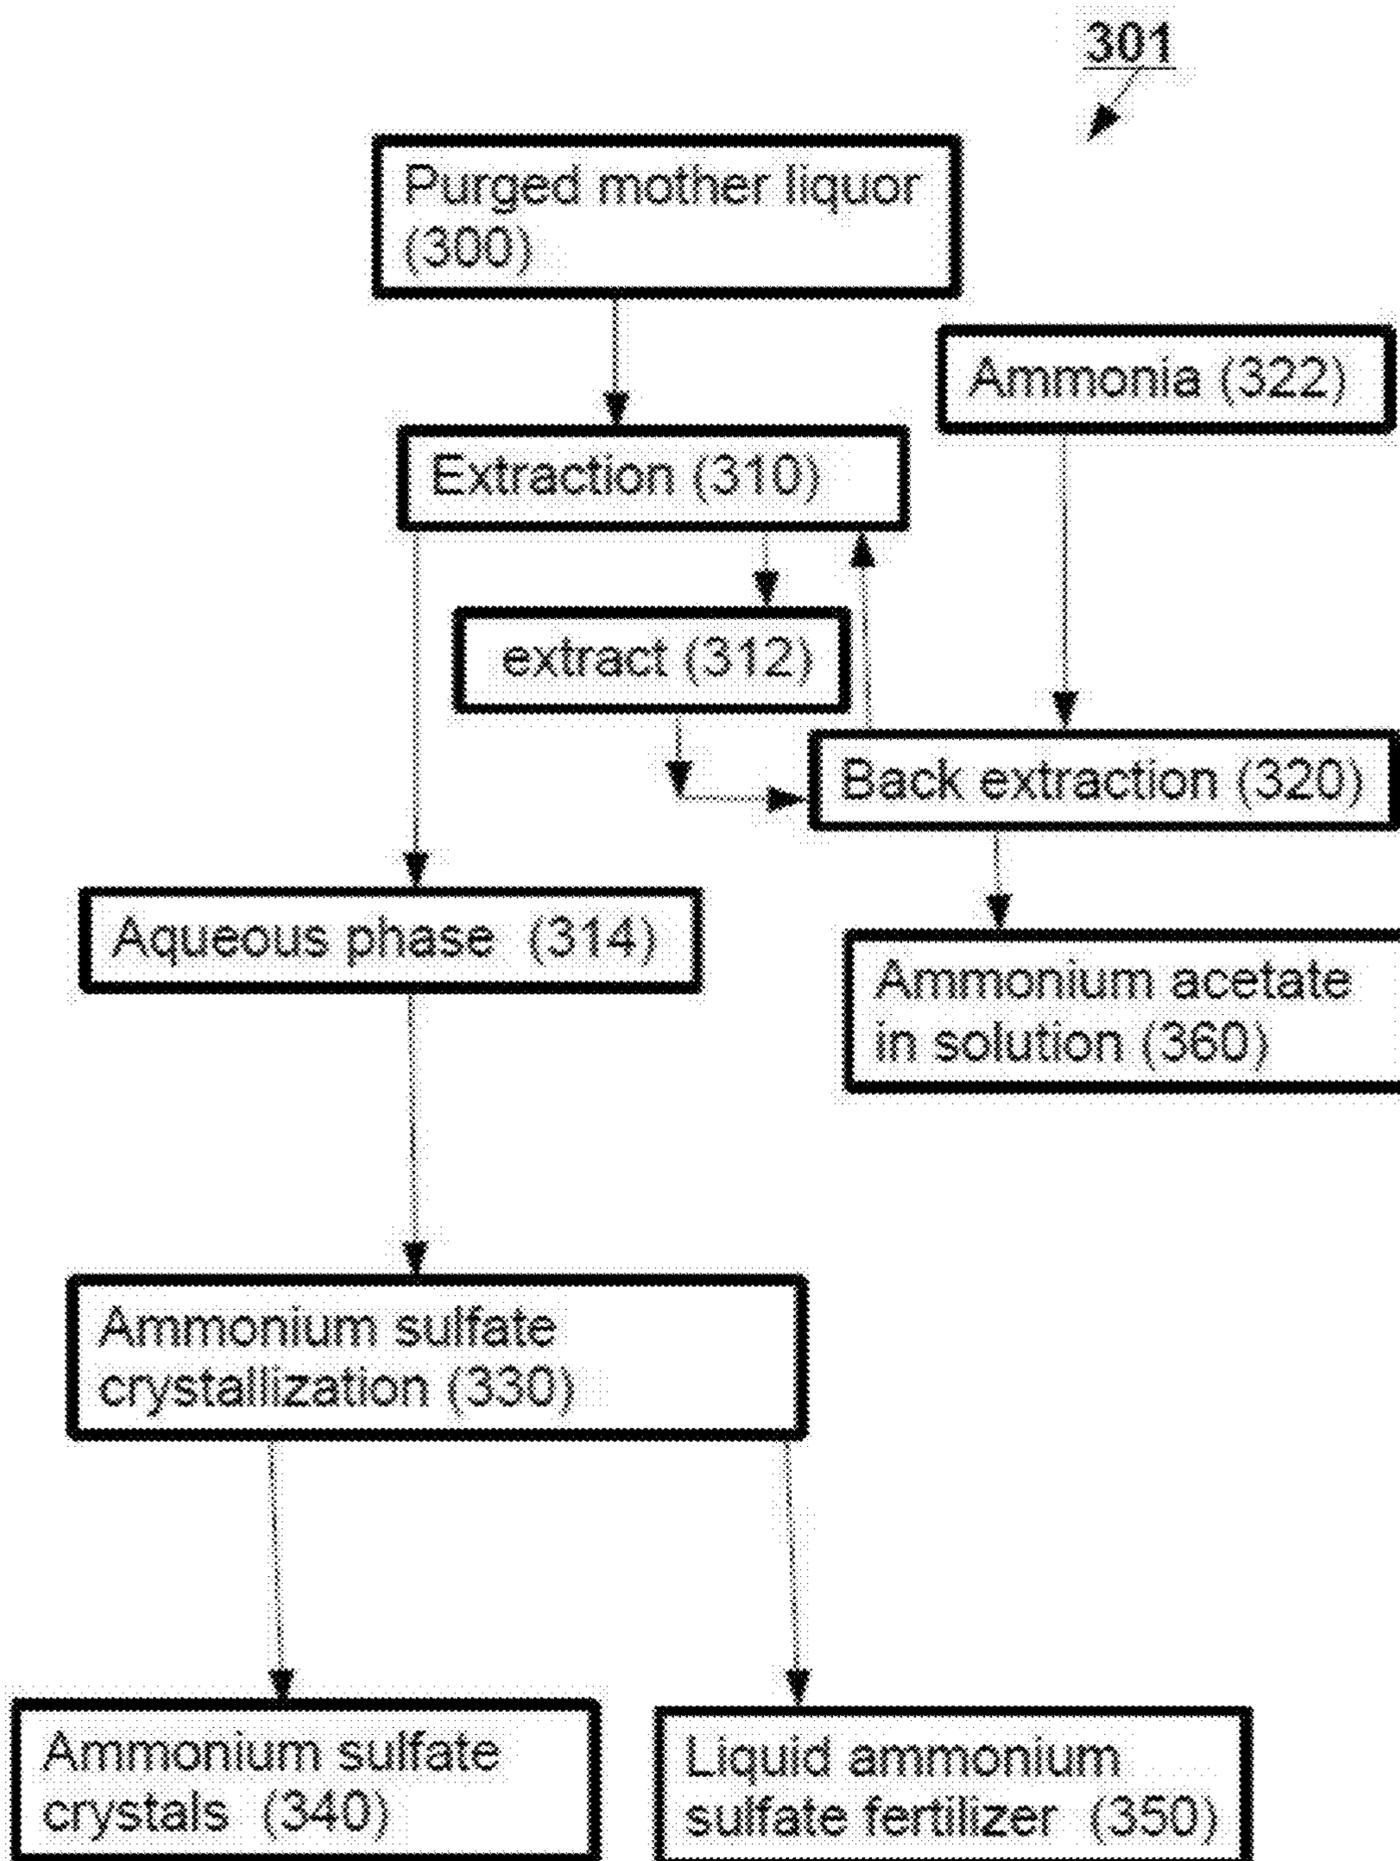 301
Purged mother liquor
(300)
Ammonia (322)
Extraction (310)
extract (312)
Back extraction (320)
Aqueous phase (314)
Ammonium acetate
in solution (360)
Ammonium sulfate
crystallization (330)
Ammonium sulfate
crystals (340)
Liquid ammonium
sulfate fertilizer (350)